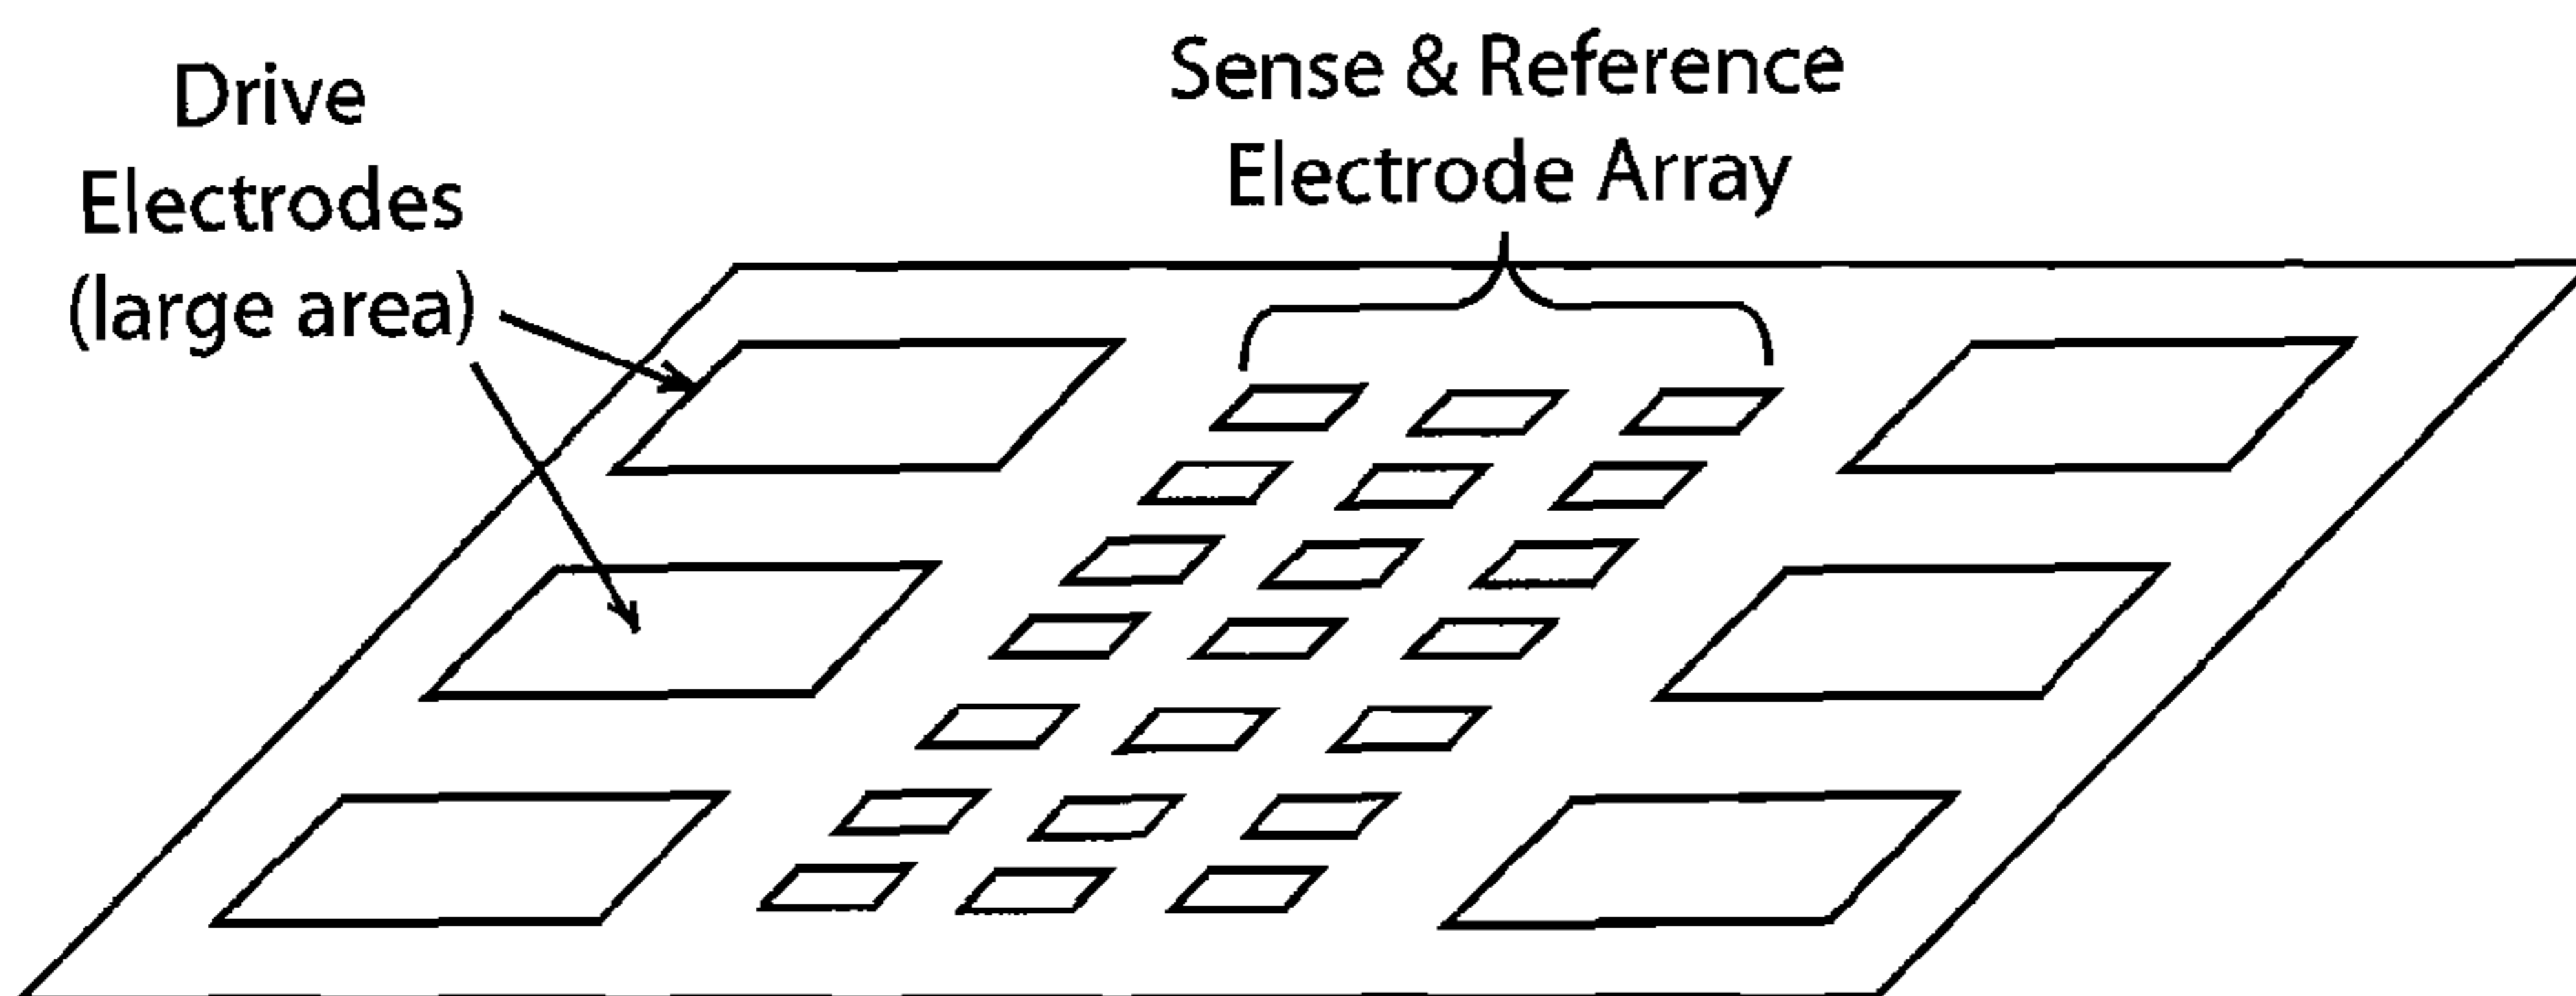 Drive
Electrodes
(large area)
Sense & Reference
Electrode Array